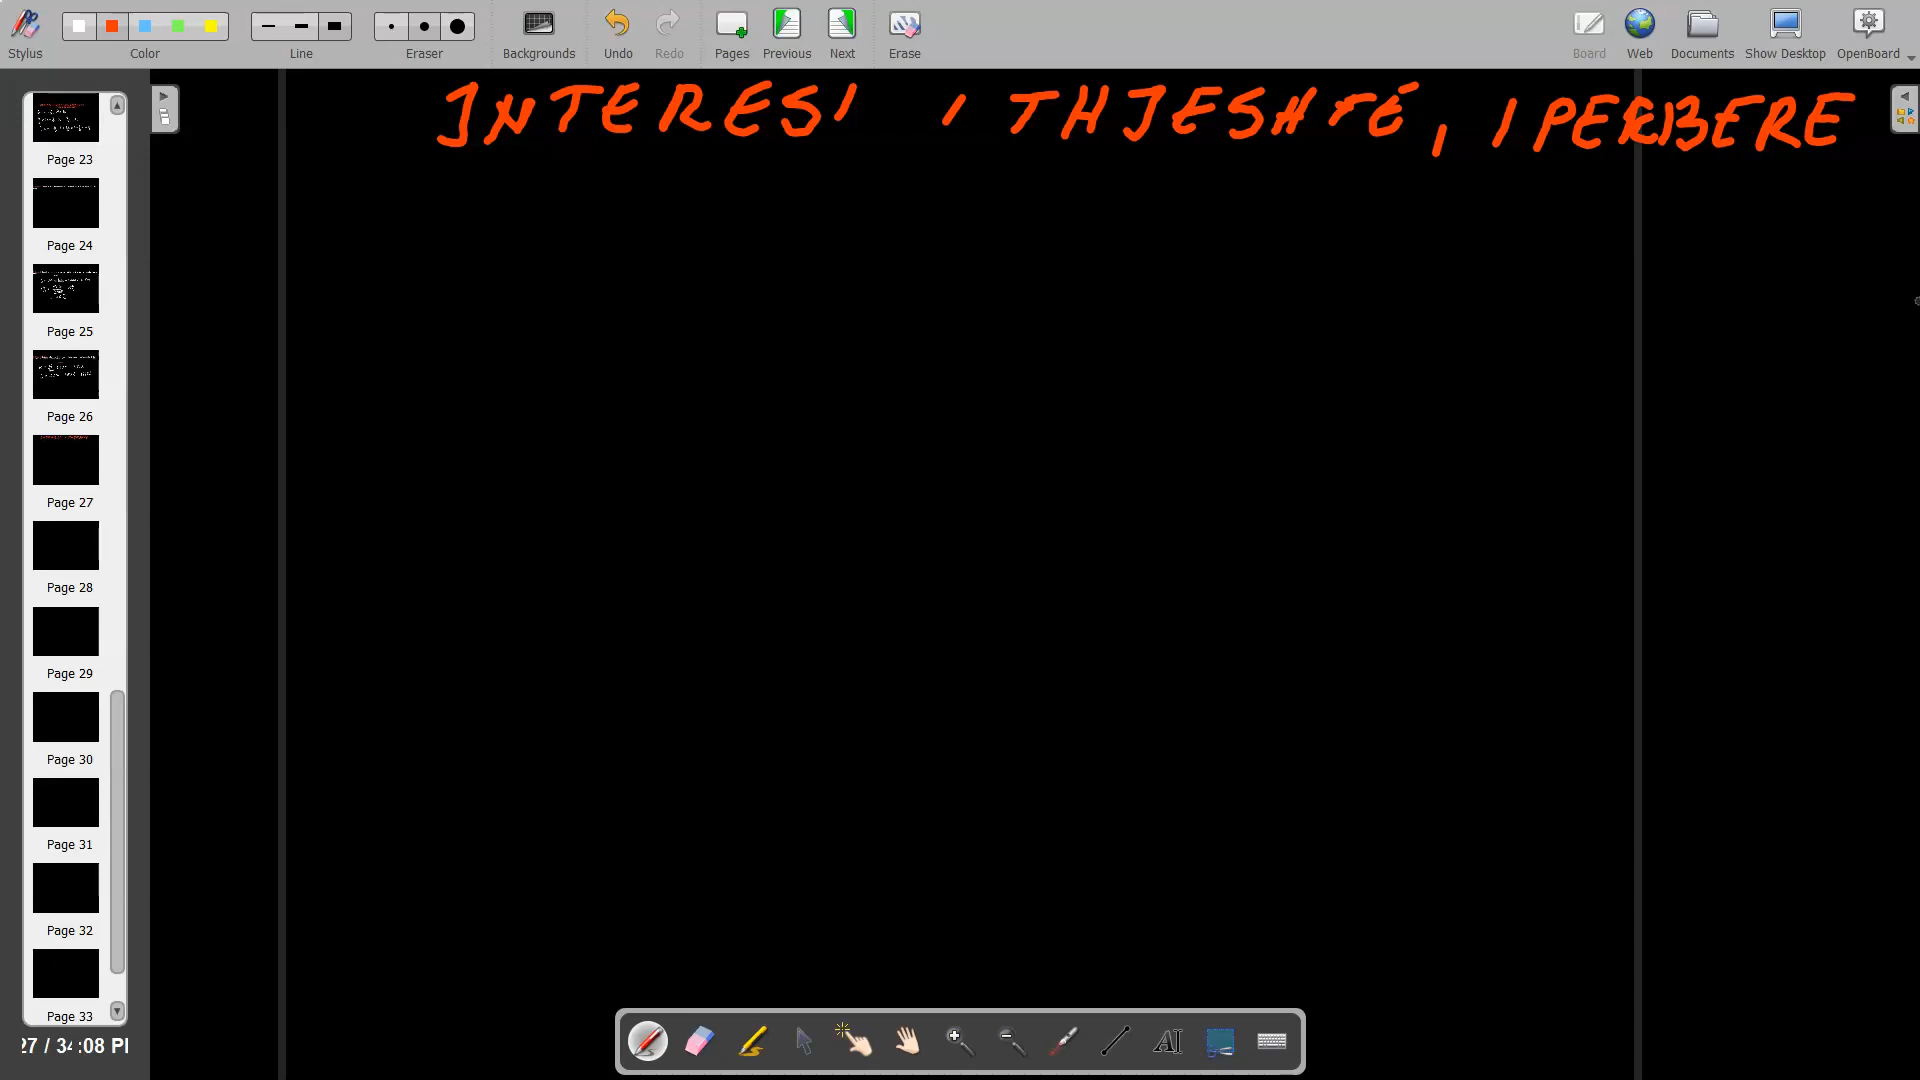 Stylus
Color
Line
Eraser
Backgrounds
Undo
Redo
Pages
Previous
Next
Erase
Board
Web
Documents
Show Desktop
OpenBoard
INTERESI I THJESHTË, I PERBERE
Page 23
Page 24
Page 25
Page 26
Page 27
Page 28
Page 29
Page 30
Page 31
Page 32
Page 33